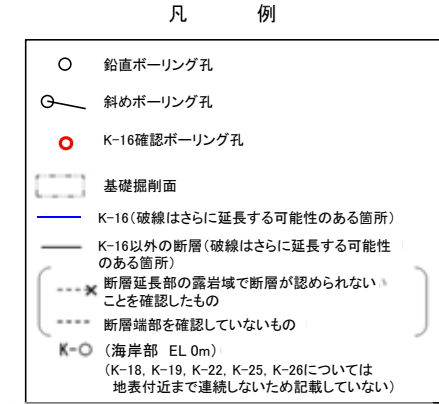 凡　例
鉛直ボーリング孔
斜めボーリング孔
K-16確認ボーリング孔
基礎掘削面
K-16(破線はさらに延長する可能性のある箇所)
K-16以外の断層(破線はさらに延長する可能性
のある箇所)
断層延長部の露岩域で断層が認められない
ことを確認したもの
断層端部を確認していないもの
K-○ (海岸部 EL 0m)
(K-18, K-19, K-22, K-25, K-26については
地表付近まで連続しないため記載していない)